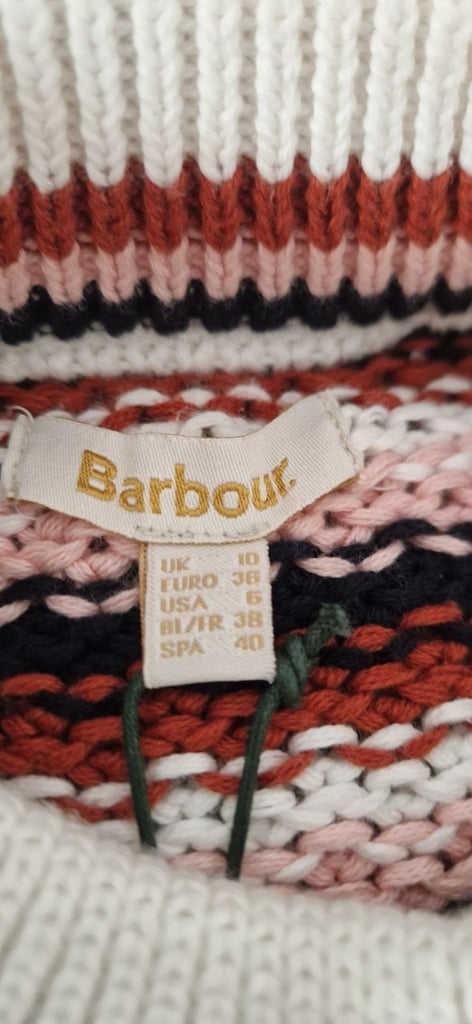 Barbour.
UK 10
EURO 36
USA 6
BI/FR 38
SPA 40